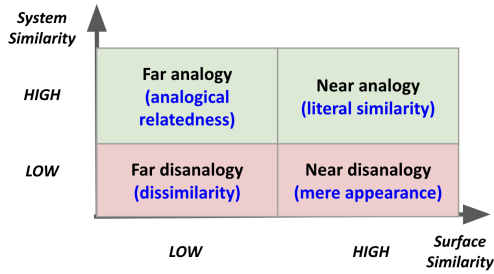 System
Similarity
HIGH
Far analogy
(analogical
relatedness)
Near analogy
(literal similarity)
LOW
Far disanalogy
(dissimilarity)
Near disanalogy
(mere appearance)
LOW
HIGH
Surface
Similarity